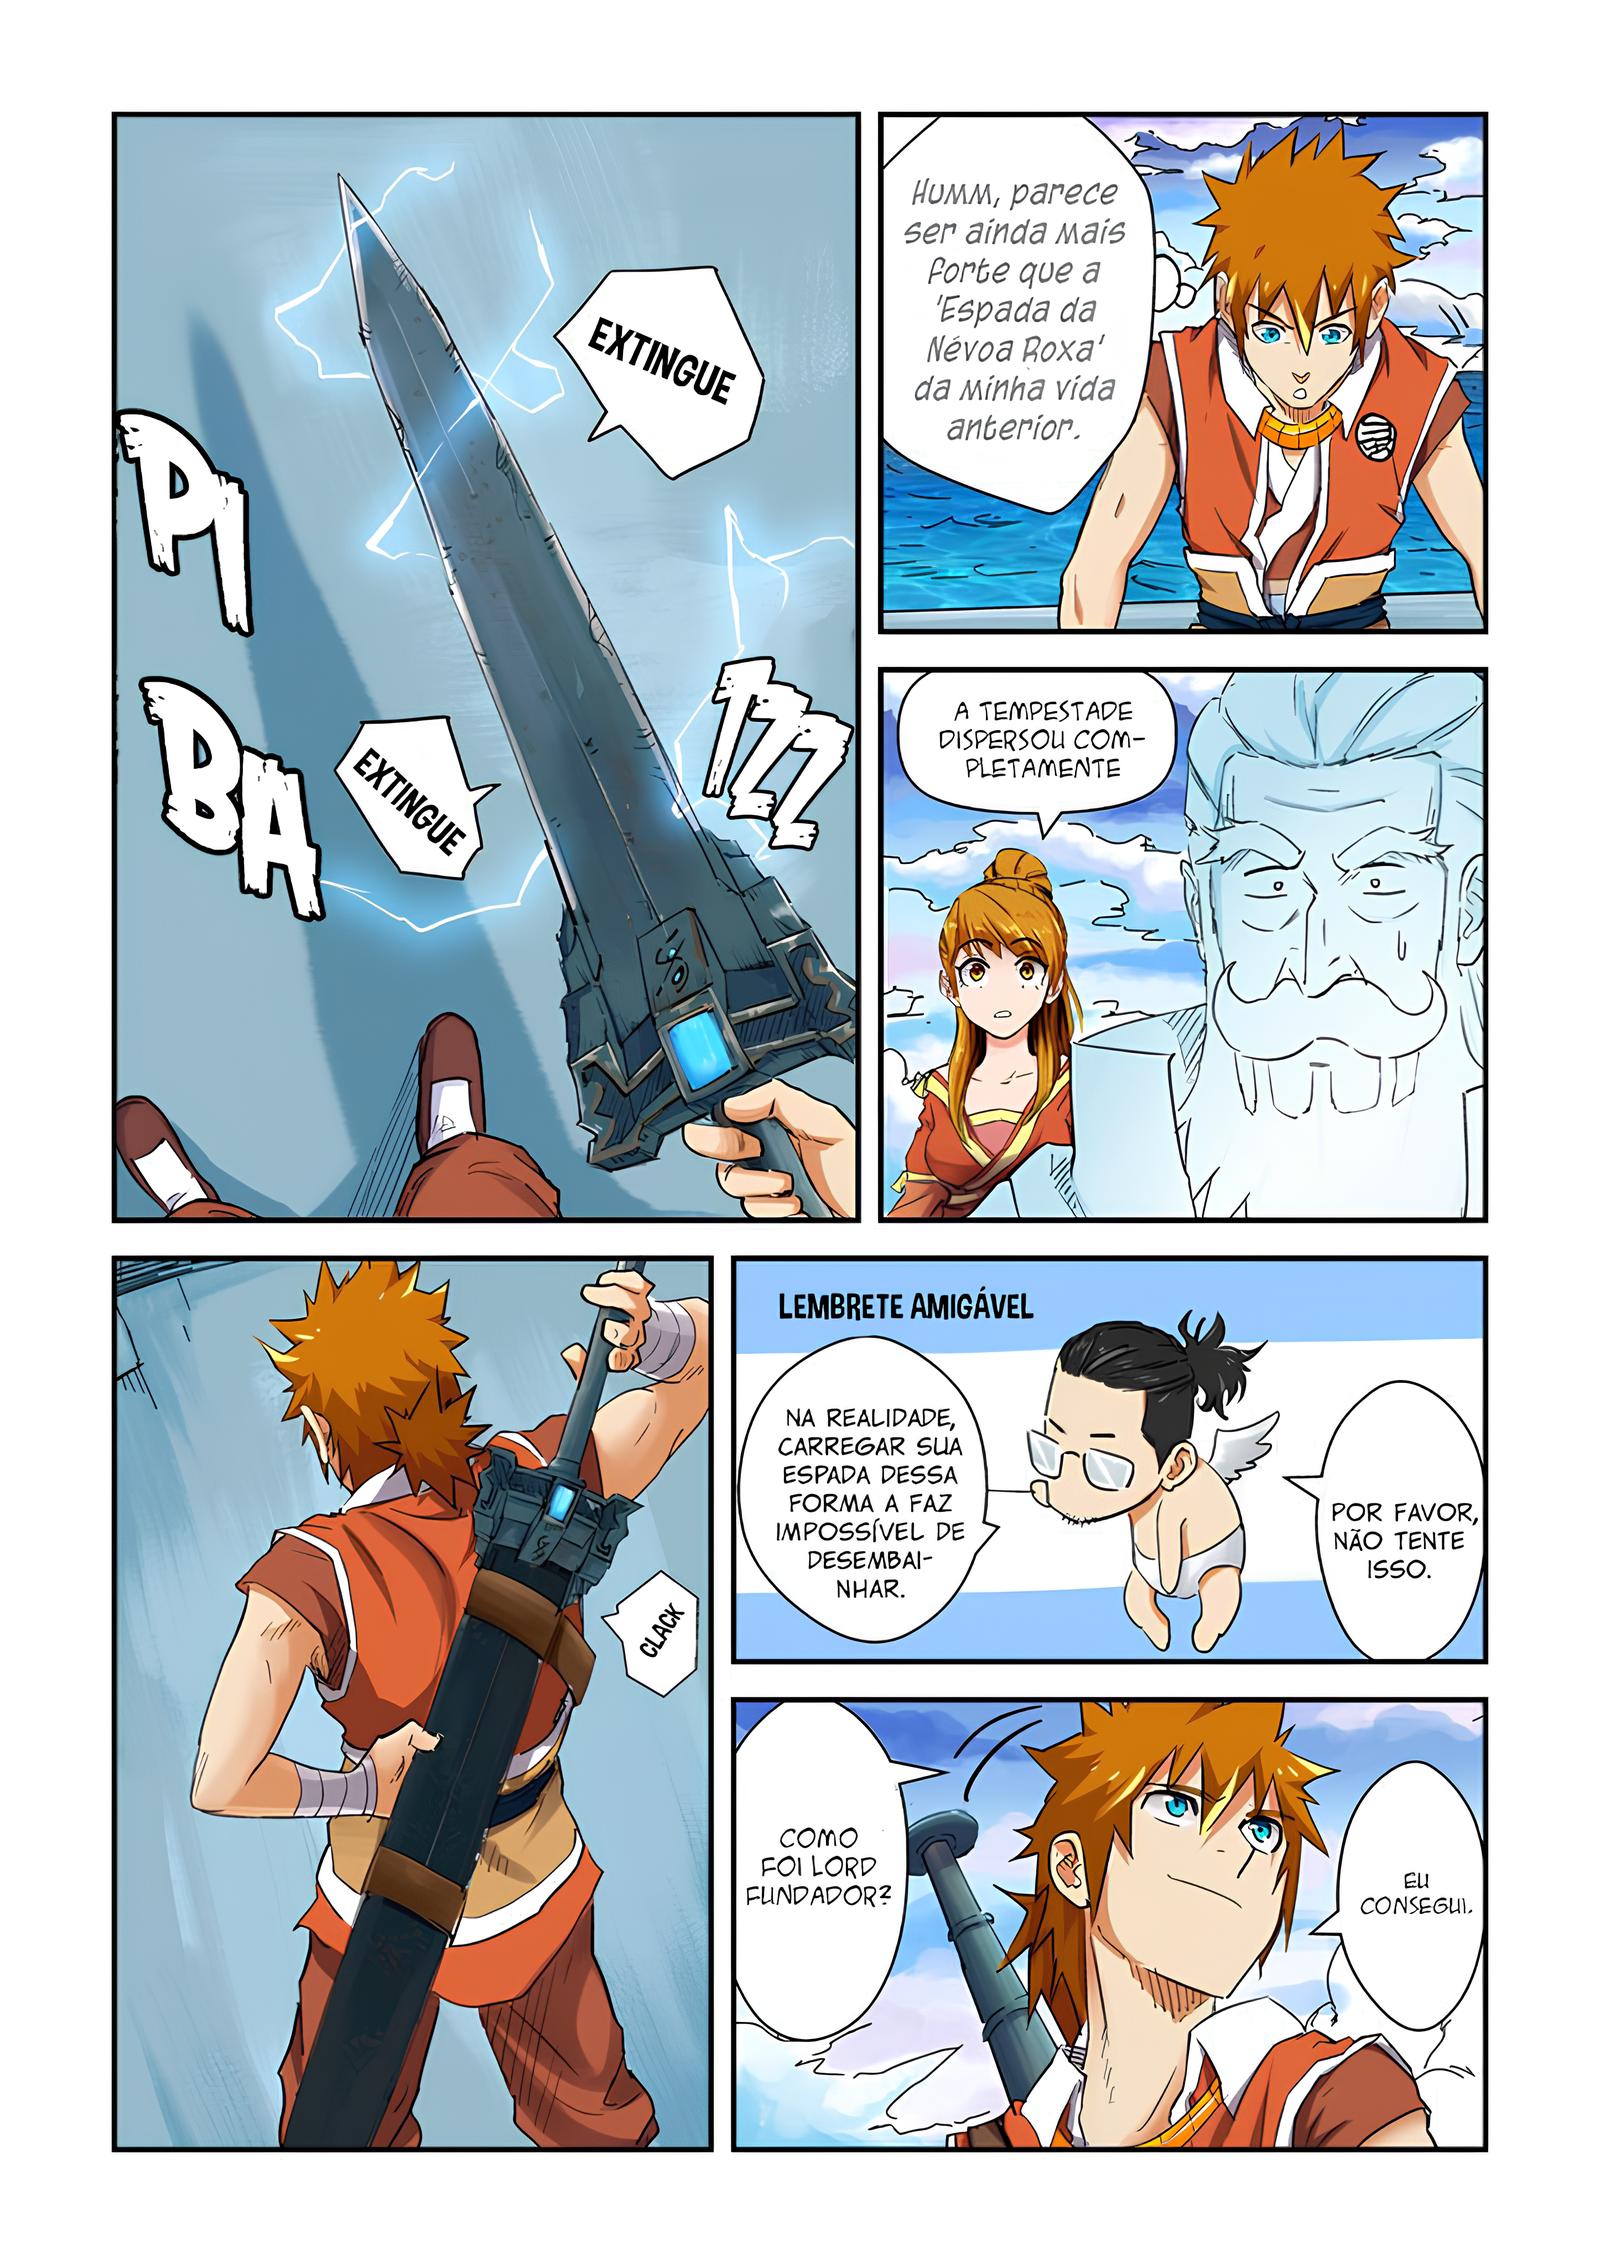 EXTINGUE
PI
BA
EXTINGUE
1ZZ
Humm, parece
ser ainda mais
forte que a
'Espada da
Névoa Roxa'
da minha vida
anterior.
A TEMPESTADE
DISPERSOU COM-
PLETAMENTE
CLACK
LEMBRETE AMIGÁVEL
NA REALIDADE,
CARREGAR SUA
ESPADA DESSA
FORMA A FAZ
IMPOSSÍVEL DE
DESEMBAI-
NHAR.
POR FAVOR,
NÃO TENTE
ISSO.
COMO
FOI LORD
FUNDADOR?
EU
CONSEGUI.